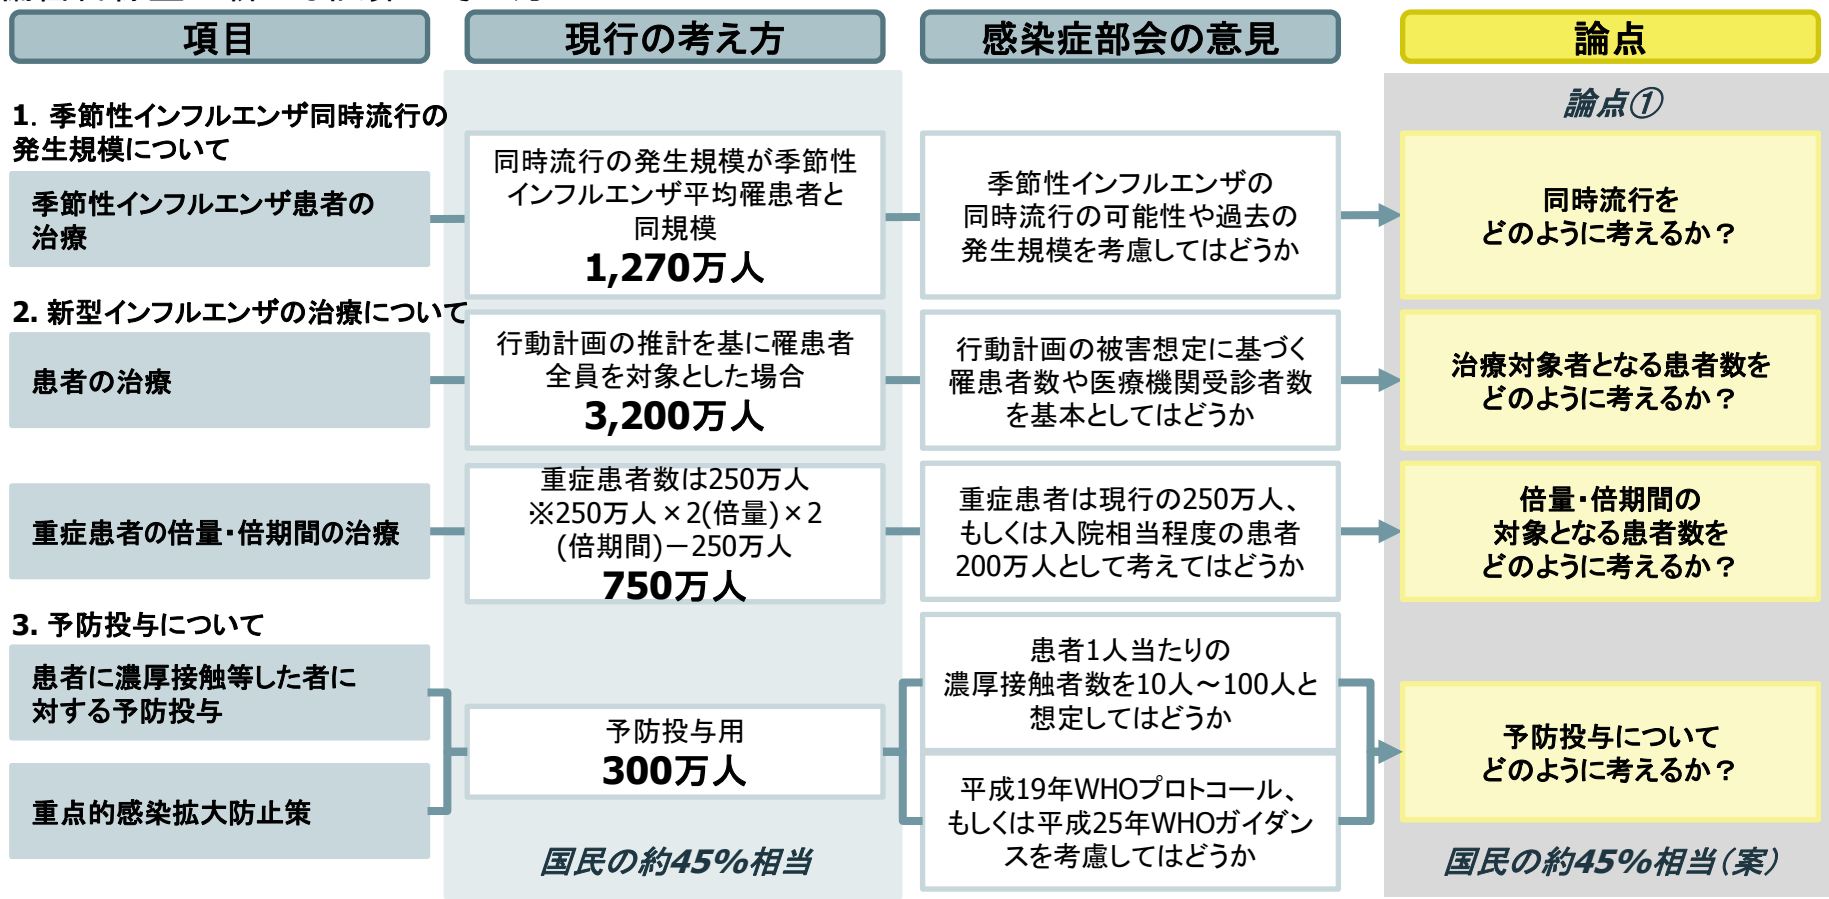 項目
現行の考え方
感染症部会の意見
論点
論点①
1. 季節性インフルエンザ同時流行の
発生規模について
季節性インフルエンザ患者の
治療
同時流行の発生規模が季節性
インフルエンザ平均罹患者と
同規模
1,270万人
季節性インフルエンザの
同時流行の可能性や過去の
発生規模を考慮してはどうか
同時流行を
どのように考えるか？
2. 新型インフルエンザの治療について
患者の治療
行動計画の推計を基に罹患者
全員を対象とした場合
3,200万人
行動計画の被害想定に基づく
罹患者数や医療機関受診者数
を基本としてはどうか
治療対象者となる患者数を
どのように考えるか？
重症患者の倍量・倍期間の治療
重症患者数は250万人
※250万人×2(倍量)×2
(倍期間)－250万人
750万人
重症患者は現行の250万人、
もしくは入院相当程度の患者
200万人として考えてはどうか
倍量・倍期間の
対象となる患者数を
どのように考えるか？
3. 予防投与について
患者に濃厚接触等した者に
対する予防投与
重点的感染拡大防止策
予防投与用
300万人
患者1人当たりの
濃厚接触者数を10人～100人と
想定してはどうか
平成19年WHOプロトコール、
もしくは平成25年WHOガイダン
スを考慮してはどうか
予防投与について
どのように考えるか？
国民の約45%相当
国民の約45%相当（案）